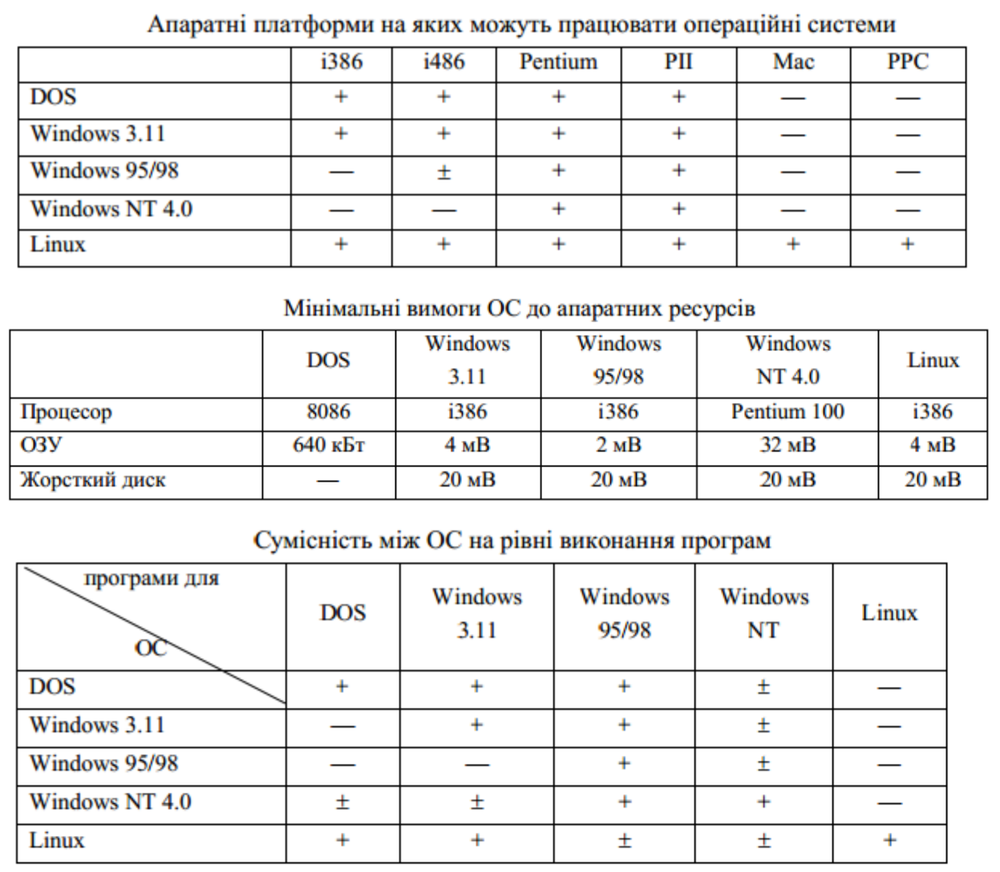 Апаратні платформи на яких можуть працювати операційні системи
i386 i486 Pentium PII Mac PPC
DOS + + + + — —
Windows 3.11 + + + + — —
Windows 95/98 — ± + + — —
Windows NT 4.0 — — + + — —
Linux + + + + + +
Мінімальні вимоги ОС до апаратних ресурсів
DOS Windows 3.11 Windows 95/98 Windows NT 4.0 Linux
Процесор 8086 i386 i386 Pentium 100 i386
ОЗУ 640 кБт 4 мВ 2 мВ 32 мВ 4 мВ
Жорсткий диск — 20 мВ 20 мВ 20 мВ 20 мВ
Сумісність між ОС на рівні виконання програм
програми для
ОС
DOS Windows 3.11 Windows 95/98 Windows NT Linux
DOS + + + ± —
Windows 3.11 — + + ± —
Windows 95/98 — — + ± —
Windows NT 4.0 ± ± + + —
Linux + + ± ± +